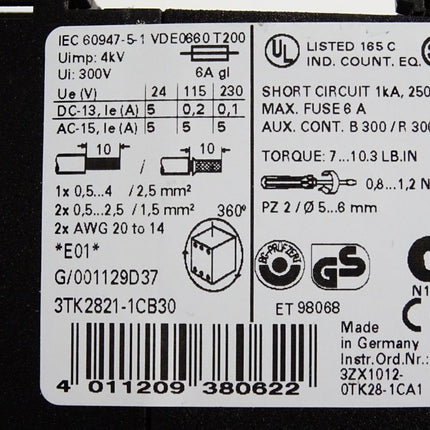 IEC 60947-5-1 VDE0660 T200
Uimp: 4kV
Ui: 300V 6A gl
Ue (V) 24 115 230
DC-13, Ie (A) 5 0,2 0,1
AC-15, Ie (A) 5 5 5
10 / 10
1x 0,5...4 / 2,5 mm²
2x 0,5...2,5 / 1,5 mm²
2x AWG 20 to 14
360°
*E01*
G/001129D37
3TK2821-1CB30
4 011209 380622
UL LISTED 165 C
IND. CONT. EQ.
SHORT CIRCUIT 1kA, 250
MAX. FUSE 6 A
AUX. CONT. B 300 / R 300
TORQUE: 7...10.3 LB.IN
0,8...1,2 N
PZ 2 / Ø 5...6 mm
BG-PRÜFZERT
GS
N1
ET 98068
Made
in Germany
Instr.Ord.Nr.:
3ZX1012-
0TK28-1CA1